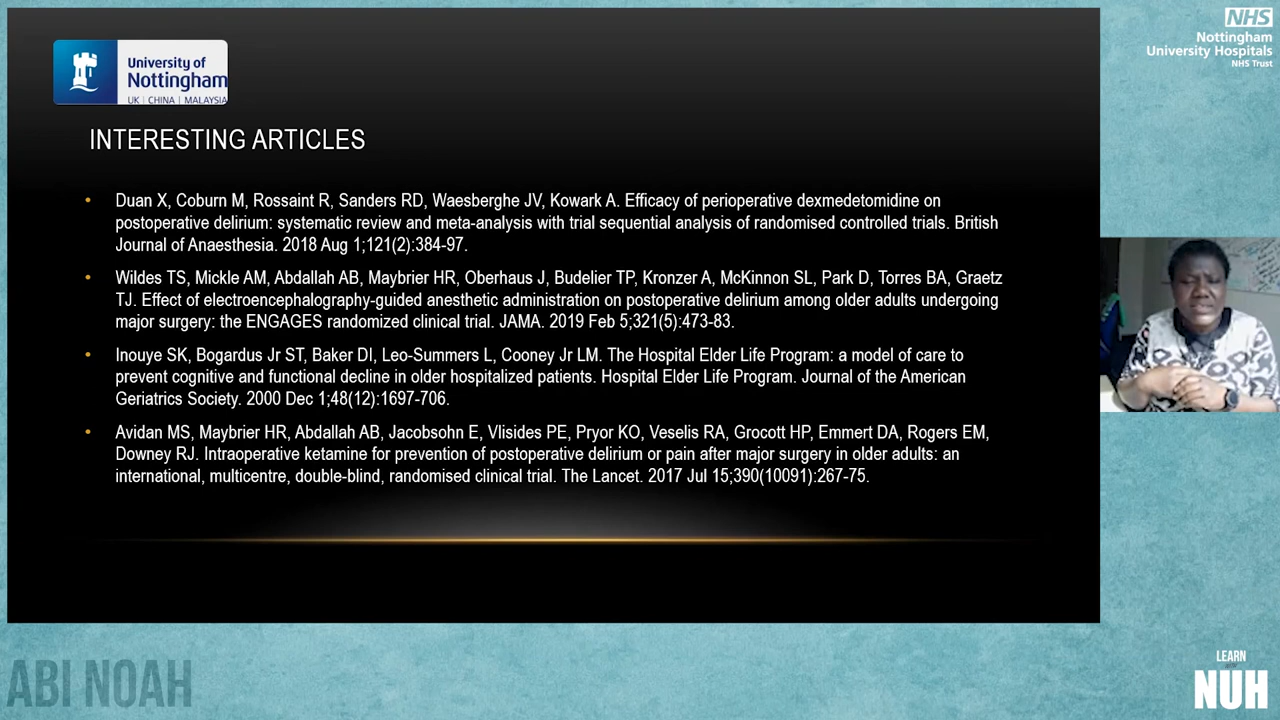 University of
Nottingham
UK | CHINA | MALAYSIA
NHS
Nottingham
University Hospitals
NHS Trust
INTERESTING ARTICLES
• Duan X, Coburn M, Rossaint R, Sanders RD, Waesberghe JV, Kowark A. Efficacy of perioperative dexmedetomidine on
postoperative delirium: systematic review and meta-analysis with trial sequential analysis of randomised controlled trials. British
Journal of Anaesthesia. 2018 Aug 1;121(2):384-97.
• Wildes TS, Mickle AM, Abdallah AB, Maybrier HR, Oberhaus J, Budelier TP, Kronzer A, McKinnon SL, Park D, Torres BA, Graetz
TJ. Effect of electroencephalography-guided anesthetic administration on postoperative delirium among older adults undergoing
major surgery: the ENGAGES randomized clinical trial. JAMA. 2019 Feb 5;321(5):473-83.
• Inouye SK, Bogardus Jr ST, Baker DI, Leo-Summers L, Cooney Jr LM. The Hospital Elder Life Program: a model of care to
prevent cognitive and functional decline in older hospitalized patients. Hospital Elder Life Program. Journal of the American
Geriatrics Society. 2000 Dec 1;48(12):1697-706.
• Avidan MS, Maybrier HR, Abdallah AB, Jacobsohn E, Vlisides PE, Pryor KO, Veselis RA, Grocott HP, Emmert DA, Rogers EM,
Downey RJ. Intraoperative ketamine for prevention of postoperative delirium or pain after major surgery in older adults: an
international, multicentre, double-blind, randomised clinical trial. The Lancet. 2017 Jul 15;390(10091):267-75.
ABI NOAH
LEARN
NUH